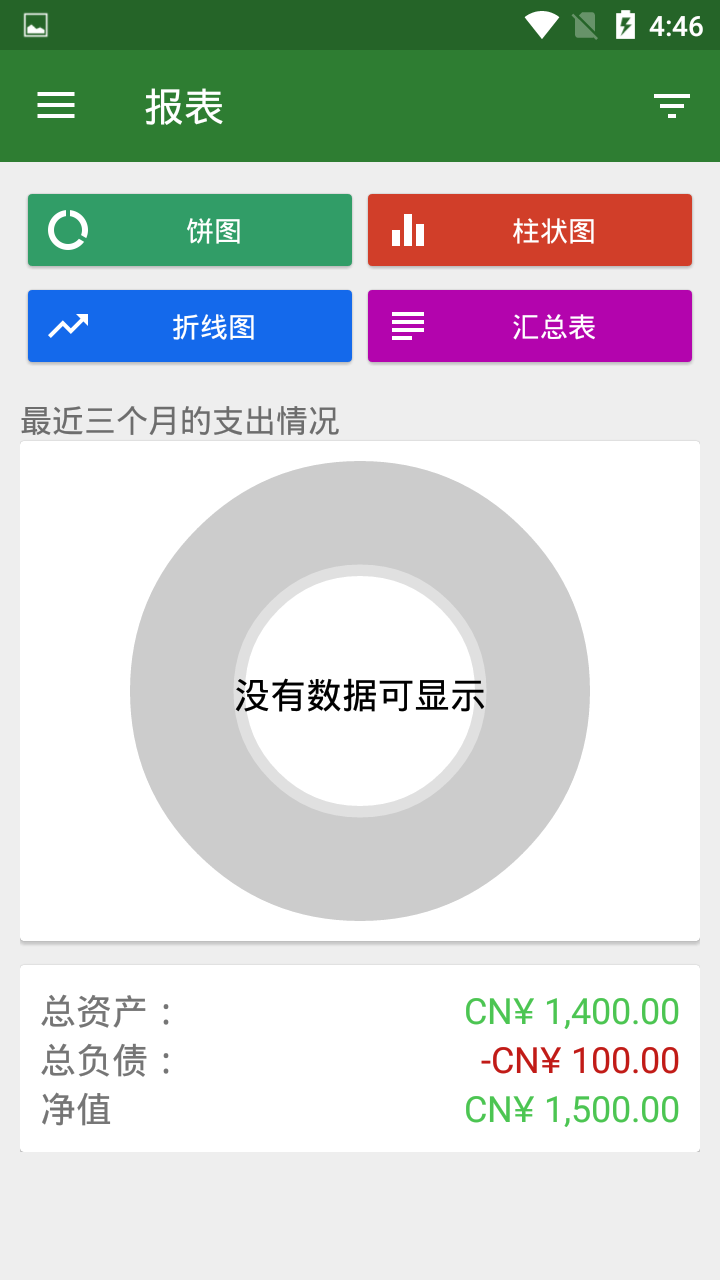 4:46
报表
饼图
柱状图
折线图
汇总表
最近三个月的支出情况
没有数据可显示
总资产： CN¥ 1,400.00
总负债： -CN¥ 100.00
净值 CN¥ 1,500.00